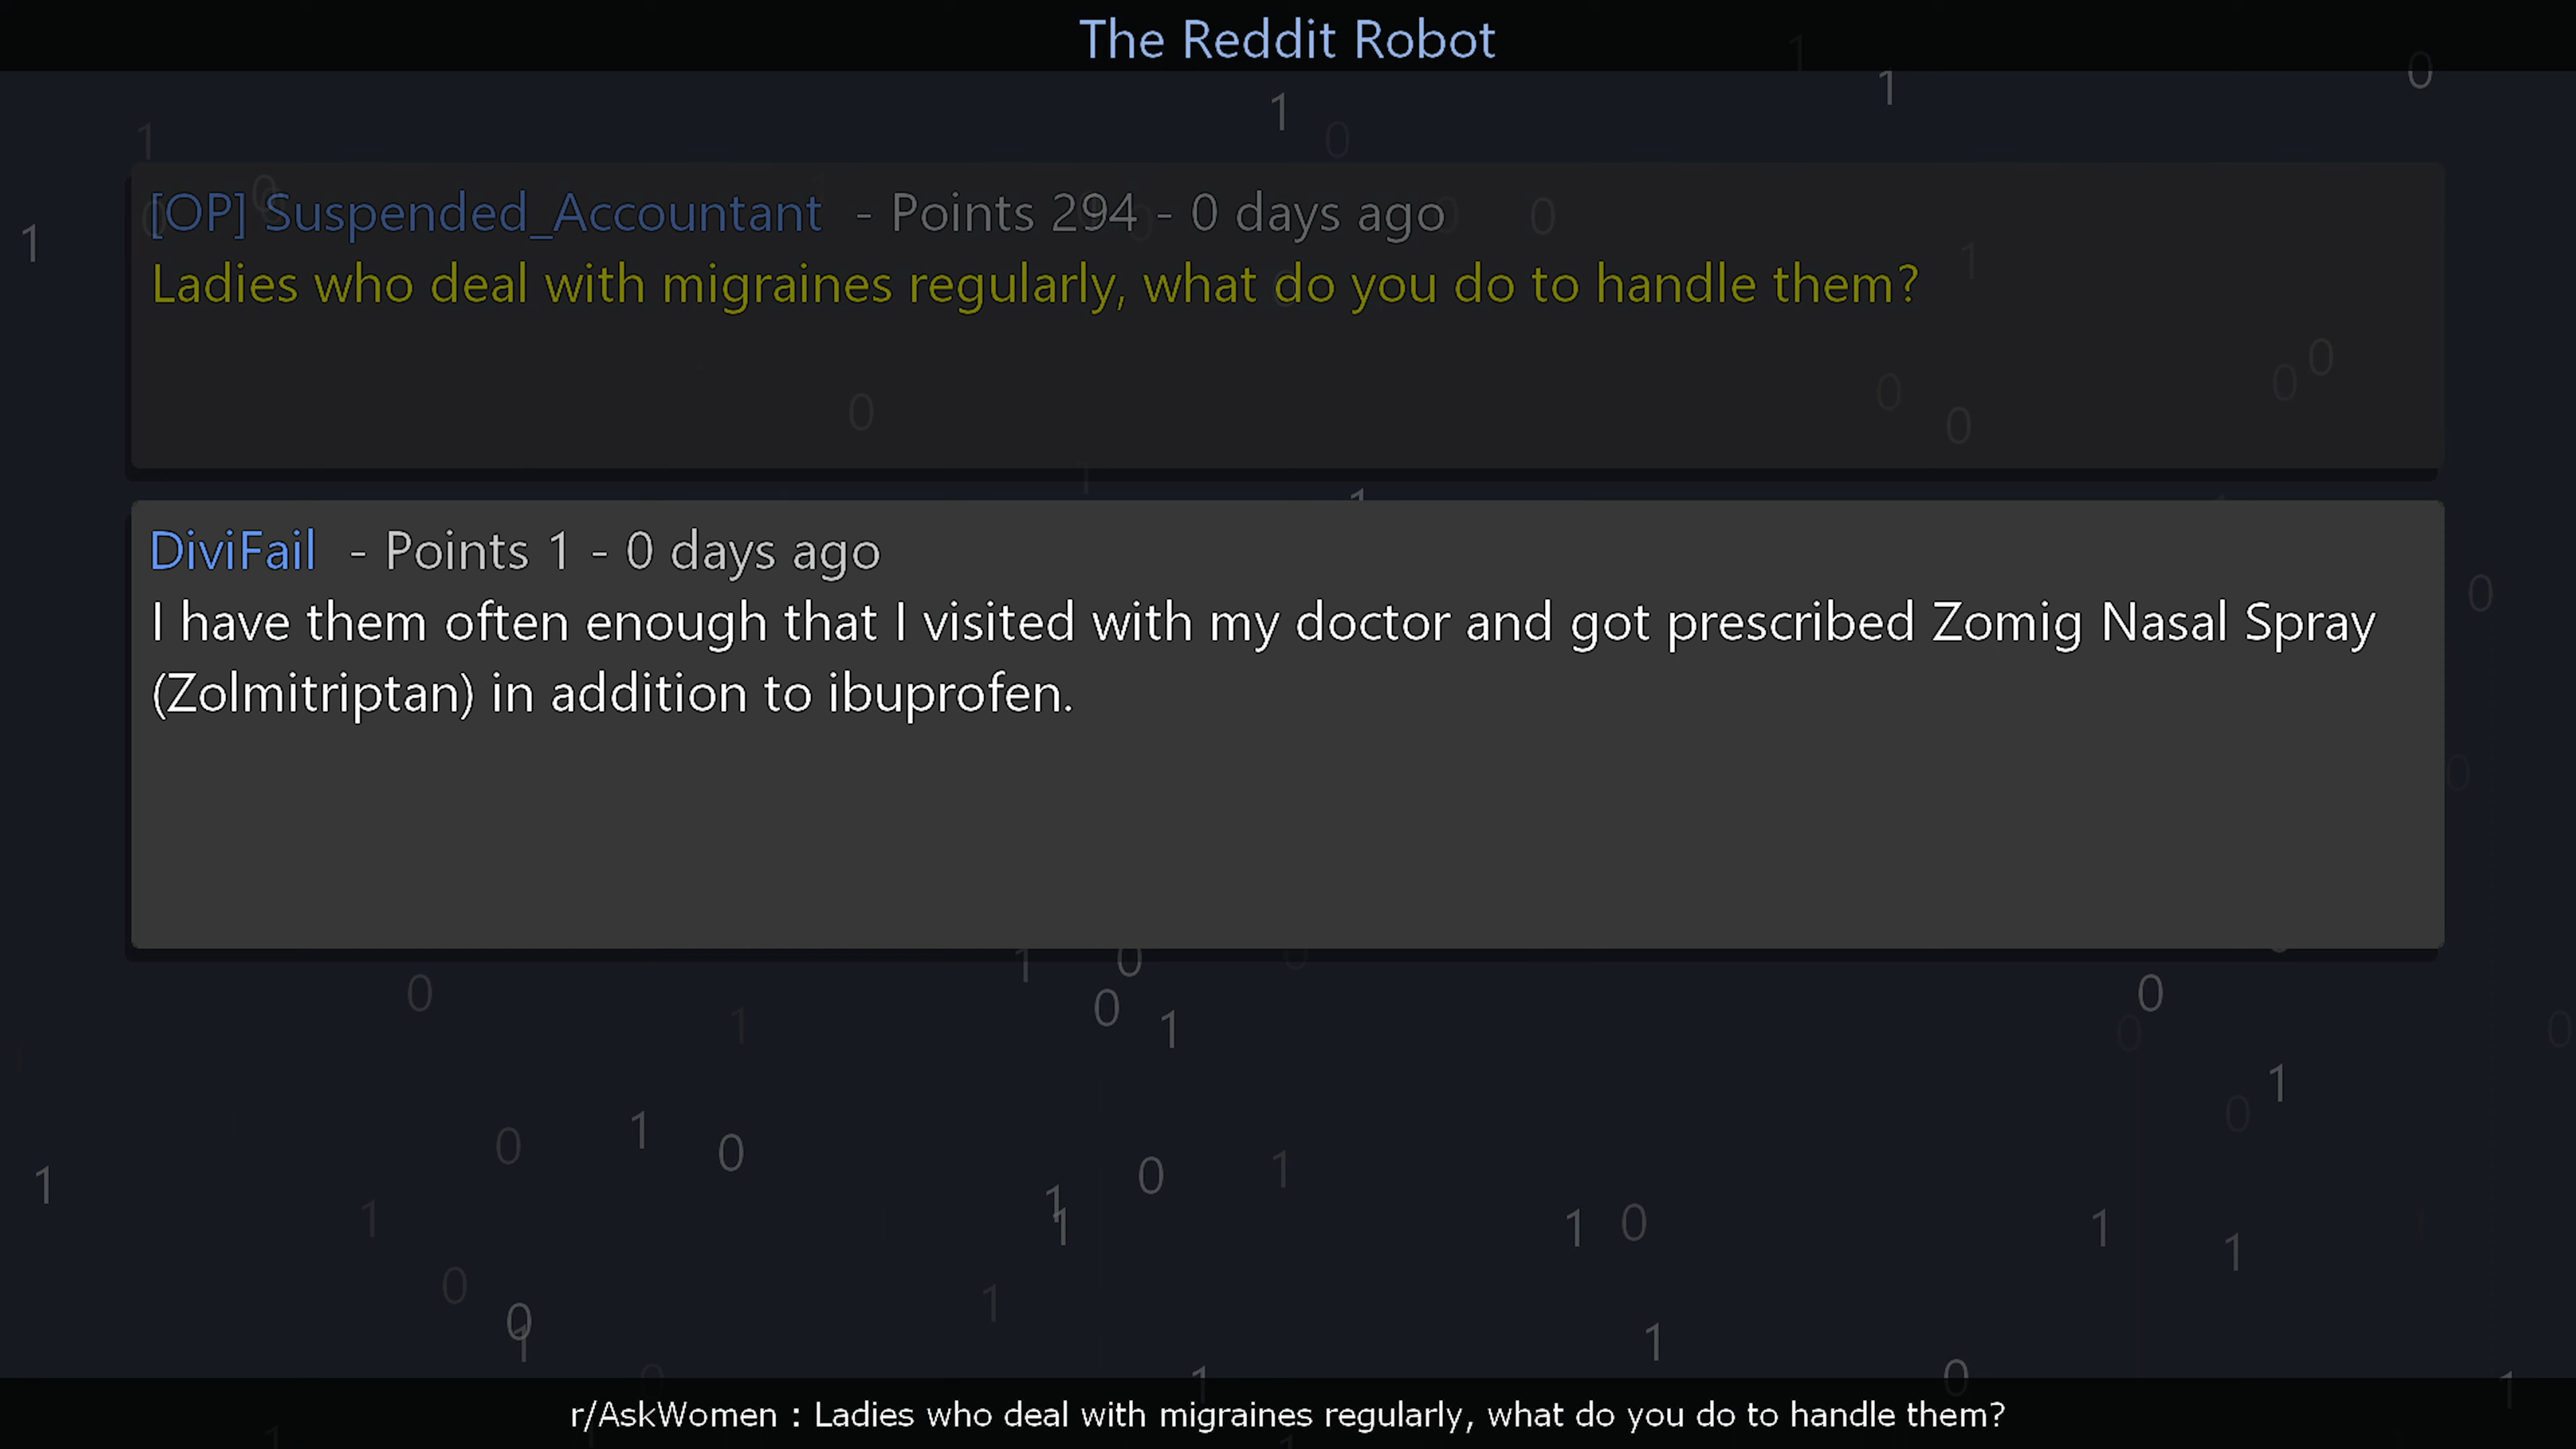 The Reddit Robot
[OP] Suspended_Accountant - Points 294 - 0 days ago
Ladies who deal with migraines regularly, what do you do to handle them?
DiviFail - Points 1 - 0 days ago
I have them often enough that I visited with my doctor and got prescribed Zomig Nasal Spray
(Zolmitriptan) in addition to ibuprofen.
r/AskWomen : Ladies who deal with migraines regularly, what do you do to handle them?